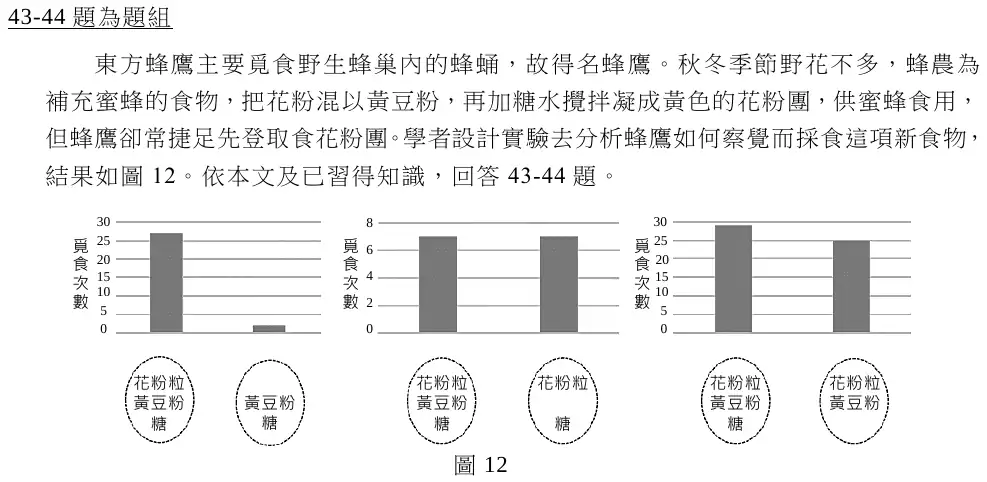 43-44 題為題組
東方蜂鷹主要覓食野生蜂巢內的蜂蛹，故得名蜂鷹。秋冬季節野花不多，蜂農為
補充蜜蜂的食物，把花粉混以黃豆粉，再加糖水攪拌凝成黃色的花粉團，供蜜蜂食用，
但蜂鷹卻常捷足先登取食花粉團。學者設計實驗去分析蜂鷹如何察覺而採食這項新食物，
結果如圖 12。依本文及已習得知識，回答 43-44 題。
覓食次數
30
25
20
15
10
5
0
花粉粒
黃豆粉
糖
黃豆粉
糖
覓食次數
8
6
4
2
0
花粉粒
黃豆粉
糖
花粉粒
糖
覓食次數
30
25
20
15
10
5
0
花粉粒
黃豆粉
糖
花粉粒
黃豆粉
圖 12